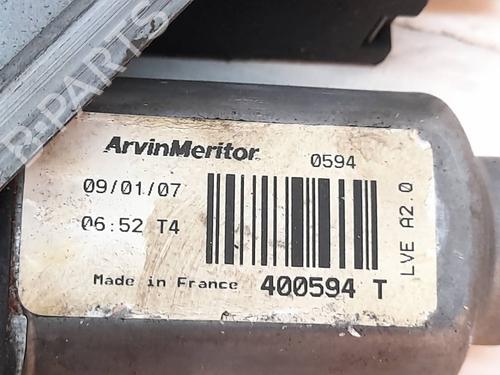 B-PARTS
ArvinMeritor 0594
09/01/07
06:52 T4
Made in France 400594 T
LVE A2.0